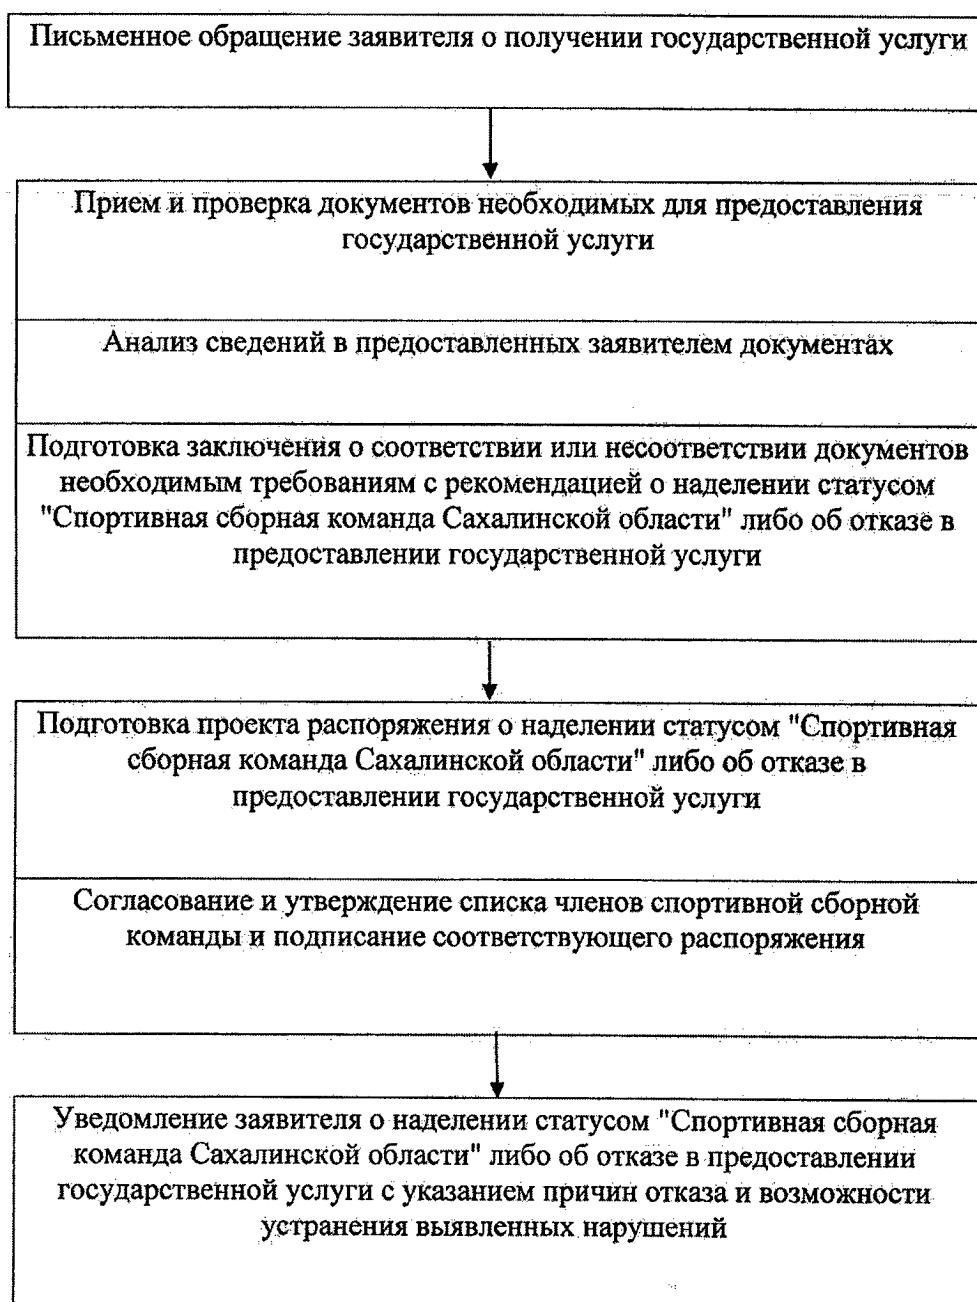 Письменное обращение заявителя о получении государственной услуги
Прием и проверка документов необходимых для предоставления
государственной услуги
Анализ сведений в предоставленных заявителем документах
Подготовка заключения о соответствии или несоответствии документов
необходимым требованиям с рекомендацией о наделении статусом
"Спортивная сборная команда Сахалинской области" либо об отказе в
предоставлении государственной услуги
Подготовка проекта распоряжения о наделении статусом "Спортивная
сборная команда Сахалинской области" либо об отказе в
предоставлении государственной услуги
Согласование и утверждение списка членов спортивной сборной
команды и подписание соответствующего распоряжения
Уведомление заявителя о наделении статусом "Спортивная сборная
команда Сахалинской области" либо об отказе в предоставлении
государственной услуги с указанием причин отказа и возможности
устранения выявленных нарушений